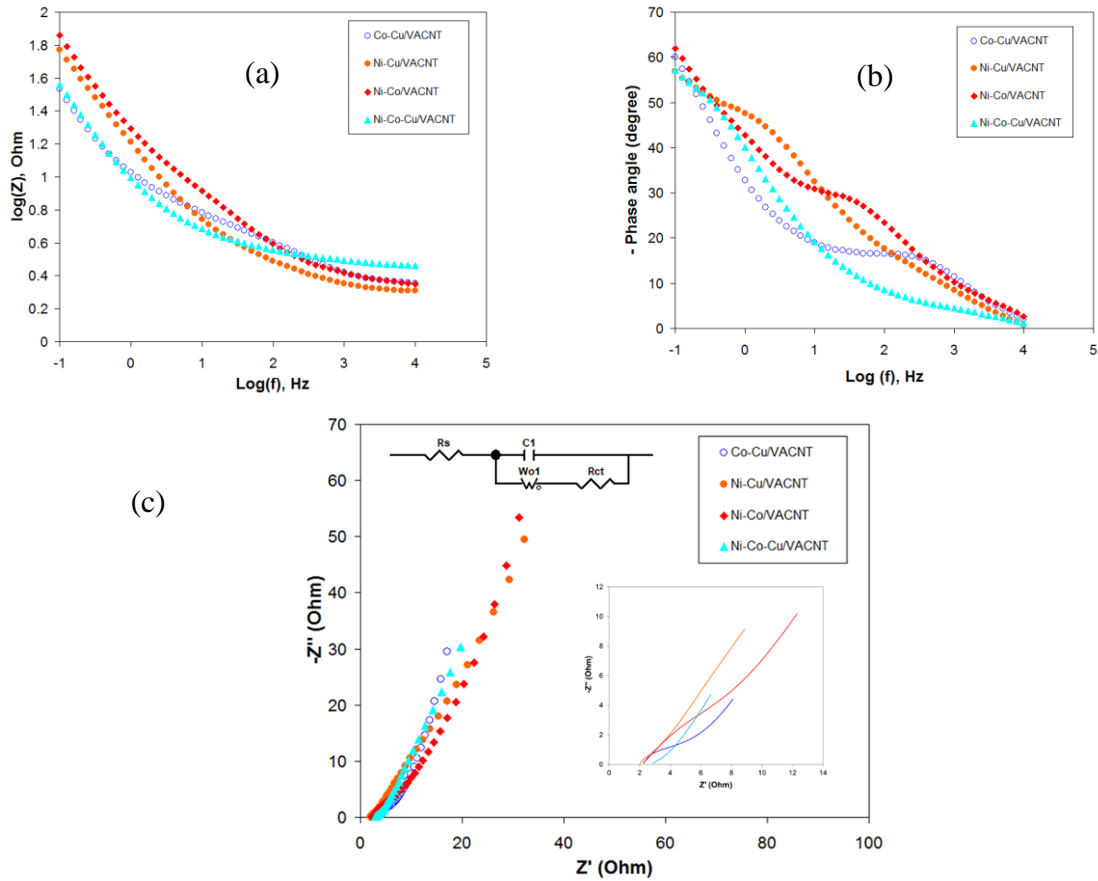 (a)
Co-Cu/VACNT
Ni-Cu/VACNT
Ni-Co/VACNT
Ni-Co-Cu/VACNT
log(Z), Ohm
2
1.8
1.6
1.4
1.2
1
0.8
0.6
0.4
0.2
0
-1 0 1 2 3 4 5
Log(f), Hz
(b)
Co-Cu/VACNT
Ni-Cu/VACNT
Ni-Co/VACNT
Ni-Co-Cu/VACNT
- Phase angle (degree)
70
60
50
40
30
20
10
0
-1 0 1 2 3 4 5
Log (f), Hz
(c)
Rs C1
Wo1 Rct
Co-Cu/VACNT
Ni-Cu/VACNT
Ni-Co/VACNT
Ni-Co-Cu/VACNT
-Z'' (Ohm)
70
60
50
40
30
20
10
0
0 20 40 60 80 100
Z' (Ohm)
-Z'' (Ohm)
12
10
8
6
4
2
0
0 2 4 6 8 10 12 14
Z' (Ohm)